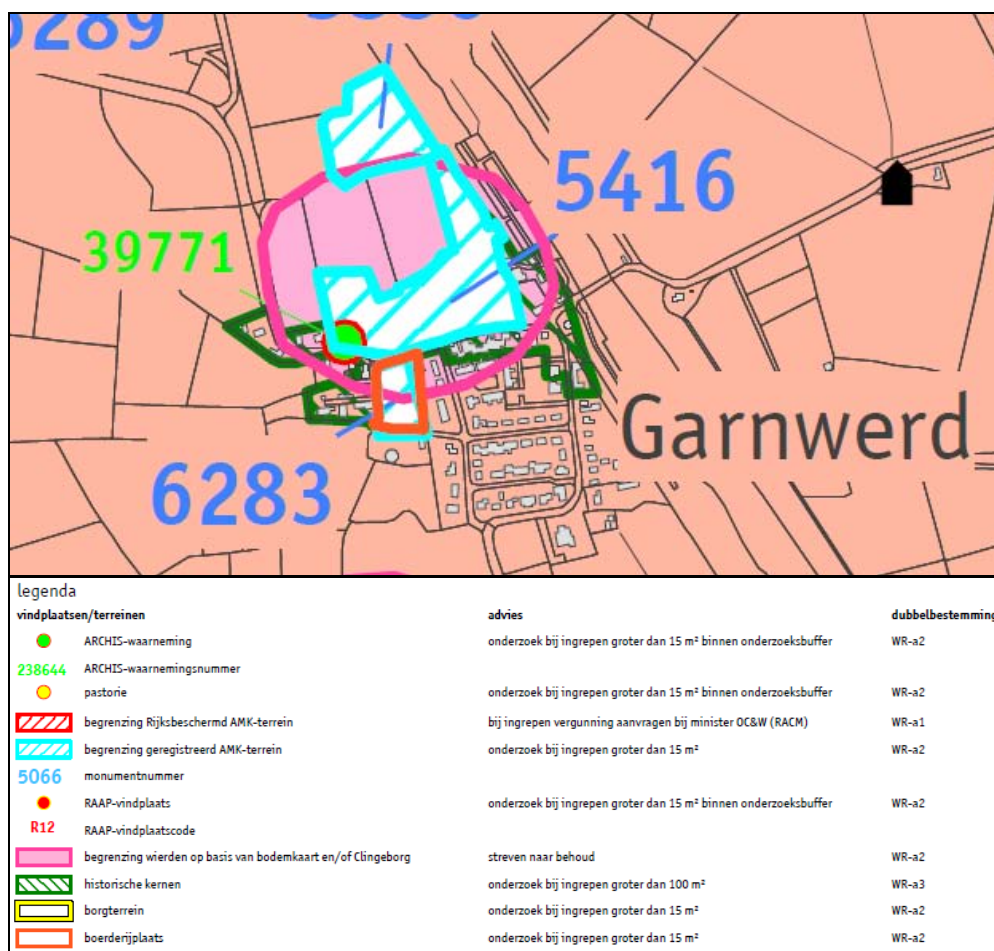 6289
5416
39771
Garnwerd
6283
legenda
vindplaatsen/terreinen advies dubbelbestemming
ARCHIS-waarneming onderzoek bij ingrepen groter dan 15 m² binnen onderzoeksbuffer WR-a2
238644 ARCHIS-waarnemingsnummer
pastorie onderzoek bij ingrepen groter dan 15 m² binnen onderzoeksbuffer WR-a2
begrenzing Rijksbeschermd AMK-terrein bij ingrepen vergunning aanvragen bij minister OC&W (RACM) WR-a1
begrenzing geregistreerd AMK-terrein onderzoek bij ingrepen groter dan 15 m² WR-a2
5066 monumentnummer
RAAP-vindplaats onderzoek bij ingrepen groter dan 15 m² binnen onderzoeksbuffer WR-a2
R12 RAAP-vindplaatscode
begrenzing wierden op basis van bodemkaart en/of Clingeborg streven naar behoud WR-a2
historische kernen onderzoek bij ingrepen groter dan 100 m² WR-a3
borgterrein onderzoek bij ingrepen groter dan 15 m² WR-a2
boerderijplaats onderzoek bij ingrepen groter dan 15 m² WR-a2